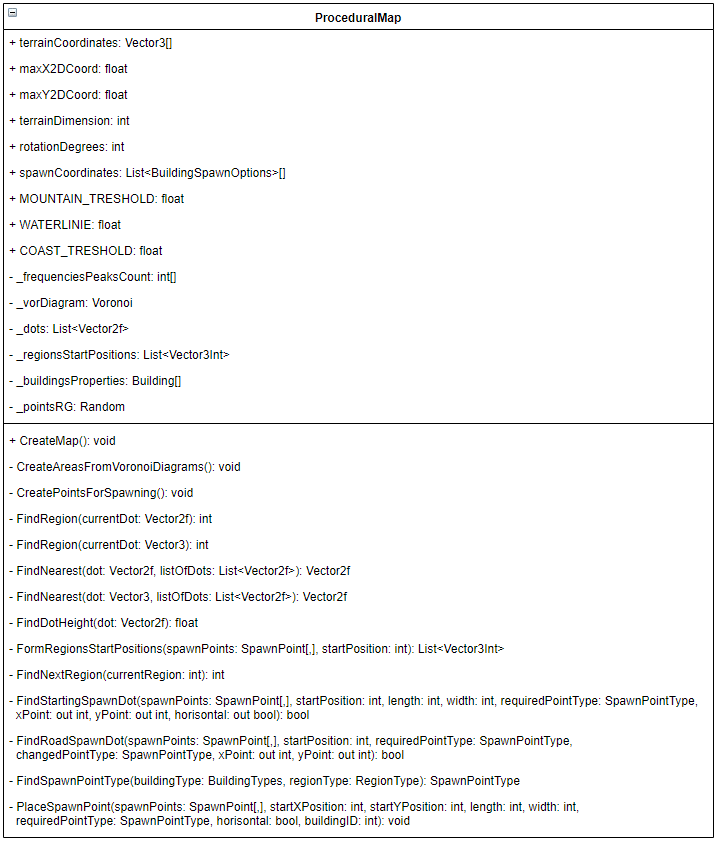 ProceduralMap
+ terrainCoordinates: Vector3[]
+ maxX2DCoord: float
+ maxY2DCoord: float
+ terrainDimension: int
+ rotationDegrees: int
+ spawnCoordinates: List<BuildingSpawnOptions>[]
+ MOUNTAIN_TRESHOLD: float
+ WATERLINIE: float
+ COAST_TRESHOLD: float
- _frequenciesPeaksCount: int[]
- _vorDiagram: Voronoi
- _dots: List<Vector2f>
- _regionsStartPositions: List<Vector3Int>
- _buildingsProperties: Building[]
- _pointsRG: Random
+ CreateMap(): void
- CreateAreasFromVoronoiDiagrams(): void
- CreatePointsForSpawning(): void
- FindRegion(currentDot: Vector2f): int
- FindRegion(currentDot: Vector3): int
- FindNearest(dot: Vector2f, listOfDots: List<Vector2f>): Vector2f
- FindNearest(dot: Vector3, listOfDots: List<Vector2f>): Vector2f
- FindDotHeight(dot: Vector2f): float
- FormRegionsStartPositions(spawnPoints: SpawnPoint[,], startPosition: int): List<Vector3Int>
- FindNextRegion(currentRegion: int): int
- FindStartingSpawnDot(spawnPoints: SpawnPoint[,], startPosition: int, length: int, width: int, requiredPointType: SpawnPointType,
xPoint: out int, yPoint: out int, horisontal: out bool): bool
- FindRoadSpawnDot(spawnPoints: SpawnPoint[,], startPosition: int, requiredPointType: SpawnPointType,
changedPointType: SpawnPointType, xPoint: out int, yPoint: out int): bool
- FindSpawnPointType(buildingType: BuildingTypes, regionType: RegionType): SpawnPointType
- PlaceSpawnPoint(spawnPoints: SpawnPoint[,], startXPosition: int, startYPosition: int, length: int, width: int,
requiredPointType: SpawnPointType, horisontal: bool, buildingID: int): void